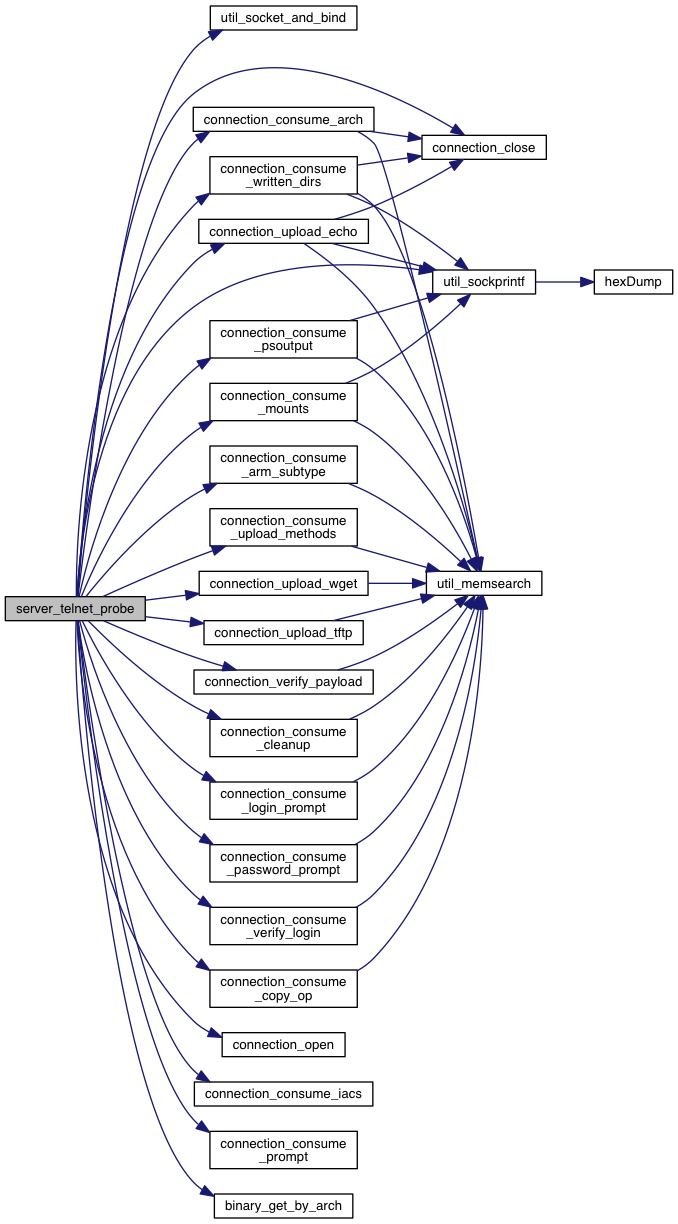 util_socket_and_bind
connection_consume_arch
connection_close
connection_consume
_written_dirs
connection_upload_echo
util_sockprintf
hexDump
connection_consume
_psoutput
connection_consume
_mounts
connection_consume
_arm_subtype
connection_consume
_upload_methods
connection_upload_wget
util_memsearch
server_telnet_probe
connection_upload_tftp
connection_verify_payload
connection_consume
_cleanup
connection_consume
_login_prompt
connection_consume
_password_prompt
connection_consume
_verify_login
connection_consume
_copy_op
connection_open
connection_consume_iacs
connection_consume
_prompt
binary_get_by_arch